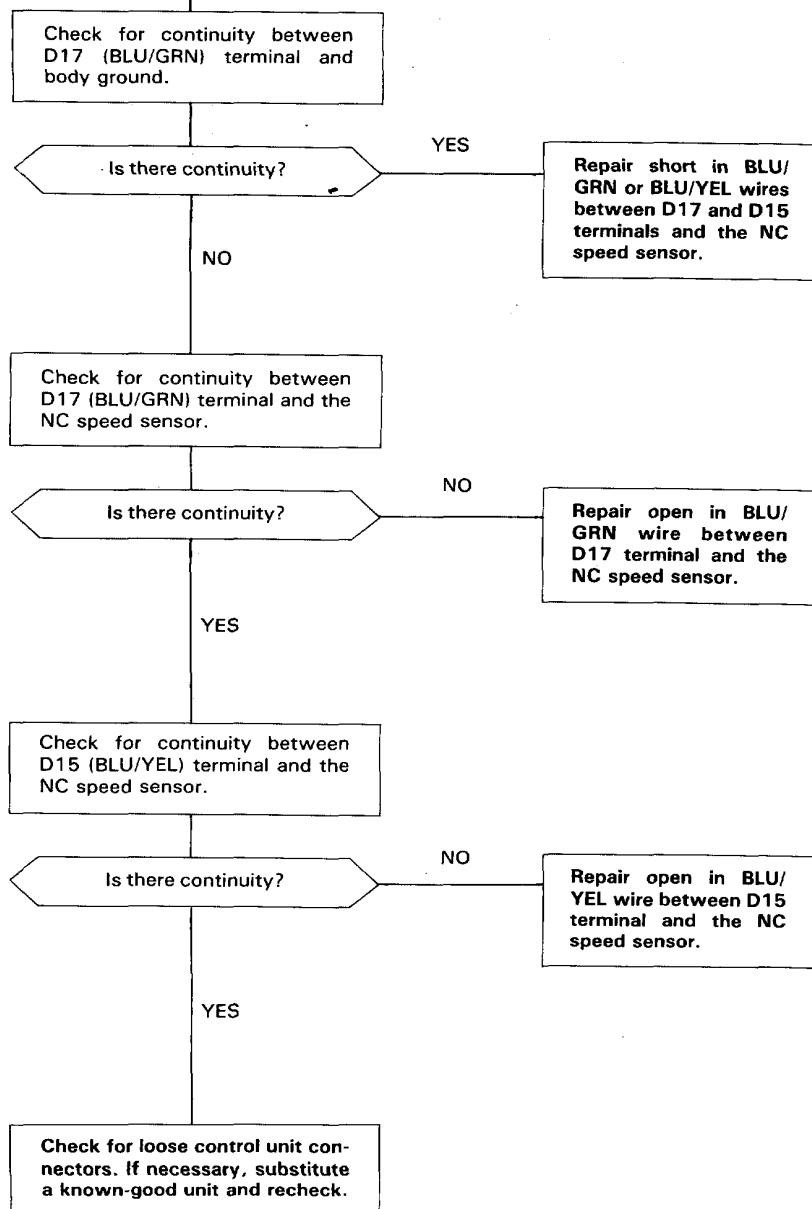 Check for continuity between
D17 (BLU/GRN) terminal and
body ground.
Is there continuity?
YES
Repair short in BLU/
GRN or BLU/YEL wires
between D17 and D15
terminals and the NC
speed sensor.
NO
Check for continuity between
D17 (BLU/GRN) terminal and the
NC speed sensor.
Is there continuity?
NO
Repair open in BLU/
GRN wire between
D17 terminal and the
NC speed sensor.
YES
Check for continuity between
D15 (BLU/YEL) terminal and the
NC speed sensor.
Is there continuity?
NO
Repair open in BLU/
YEL wire between D15
terminal and the NC
speed sensor.
YES
Check for loose control unit con-
nectors. If necessary, substitute
a known-good unit and recheck.